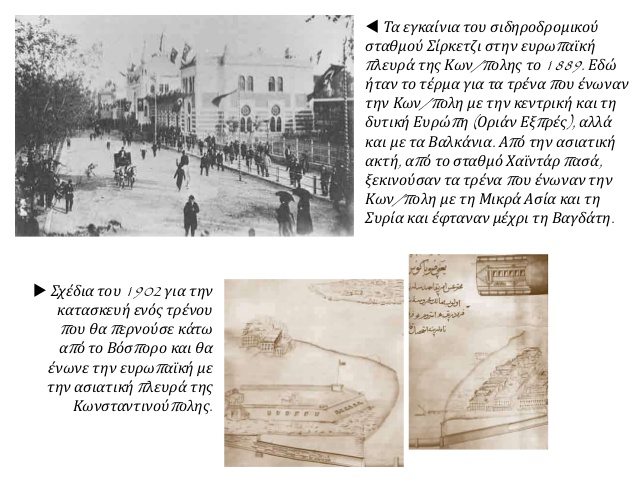 ◀ Τα εγκαίνια του σιδηροδρομικού
σταθμού Σίρκετζι στην ευρωπαϊκή
πλευρά της Κων/πολης το 1889. Εδώ
ήταν το τέρμα για τα τρένα που ένωναν
την Κων/πολη με την κεντρική και τη
δυτική Ευρώπη (Οριάν Εξπρές), αλλά
και με τα Βαλκάνια. Από την ασιατική
ακτή, από το σταθμό Χαϊντάρ πασά,
ξεκινούσαν τα τρένα που ένωναν την
Κων/πολη με τη Μικρά Ασία και τη
Συρία και έφταναν μέχρι τη Βαγδάτη.
▶ Σχέδια του 1902 για την
κατασκευή ενός τρένου
που θα περνούσε κάτω
από το Βόσπορο και θα
ένωνε την ευρωπαϊκή με
την ασιατική πλευρά της
Κωνσταντινούπολης.